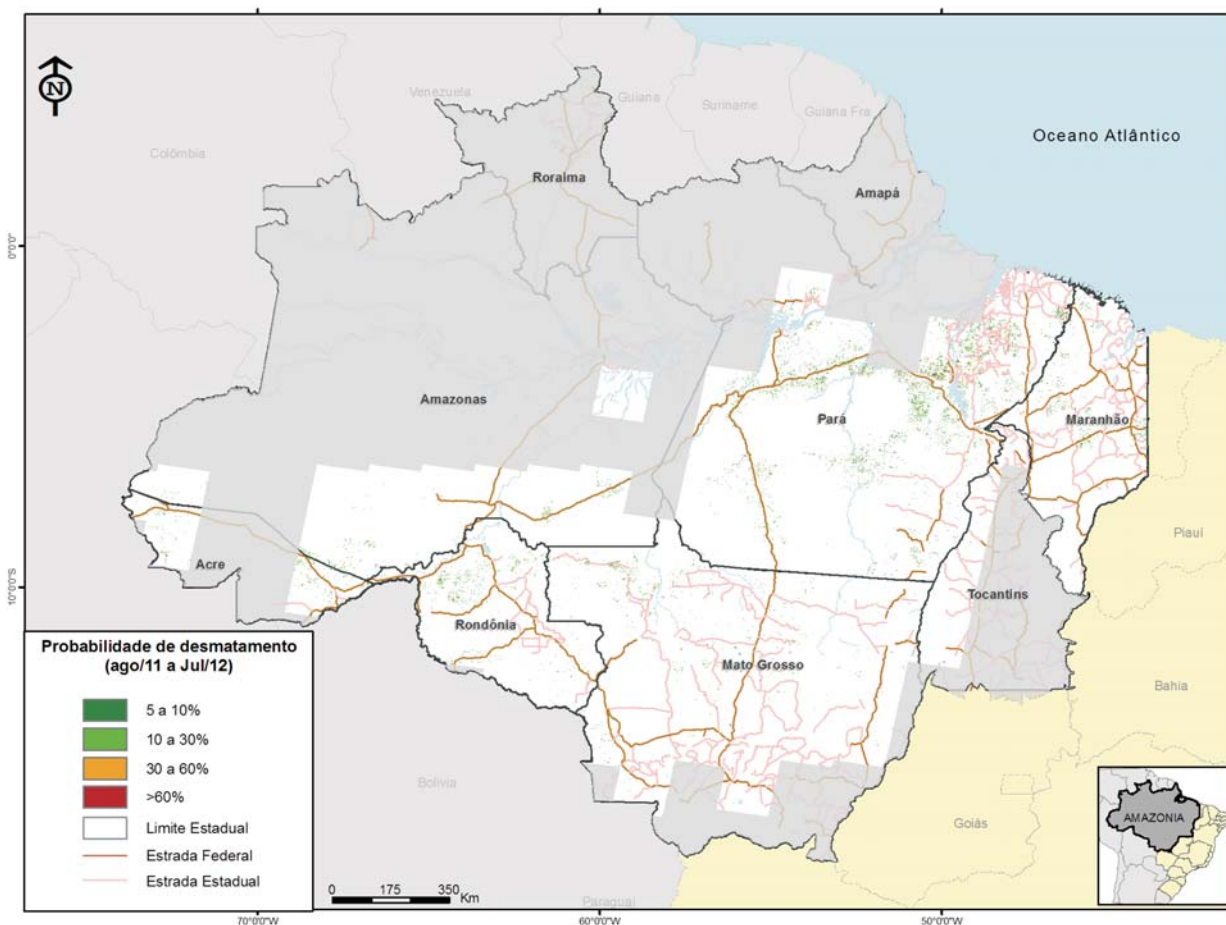 N
Venezuela
Guiana
Suriname
Guiana Fra
Colômbia
Oceano Atlântico
Roraima
Amapá
0°0'0"
Amazonas
Pará
Maranhão
Piauí
Acre
10°0'0"S
Tocantins
Rondônia
Mato Grosso
Bahia
Bolívia
Goiás
Paraguai
Probabilidade de desmatamento
(ago/11 a Jul/12)
5 a 10%
10 a 30%
30 a 60%
>60%
Limite Estadual
Estrada Federal
Estrada Estadual
0 175 350
Km
AMAZONIA
70°0'0"W 60°0'0"W 50°0'0"W